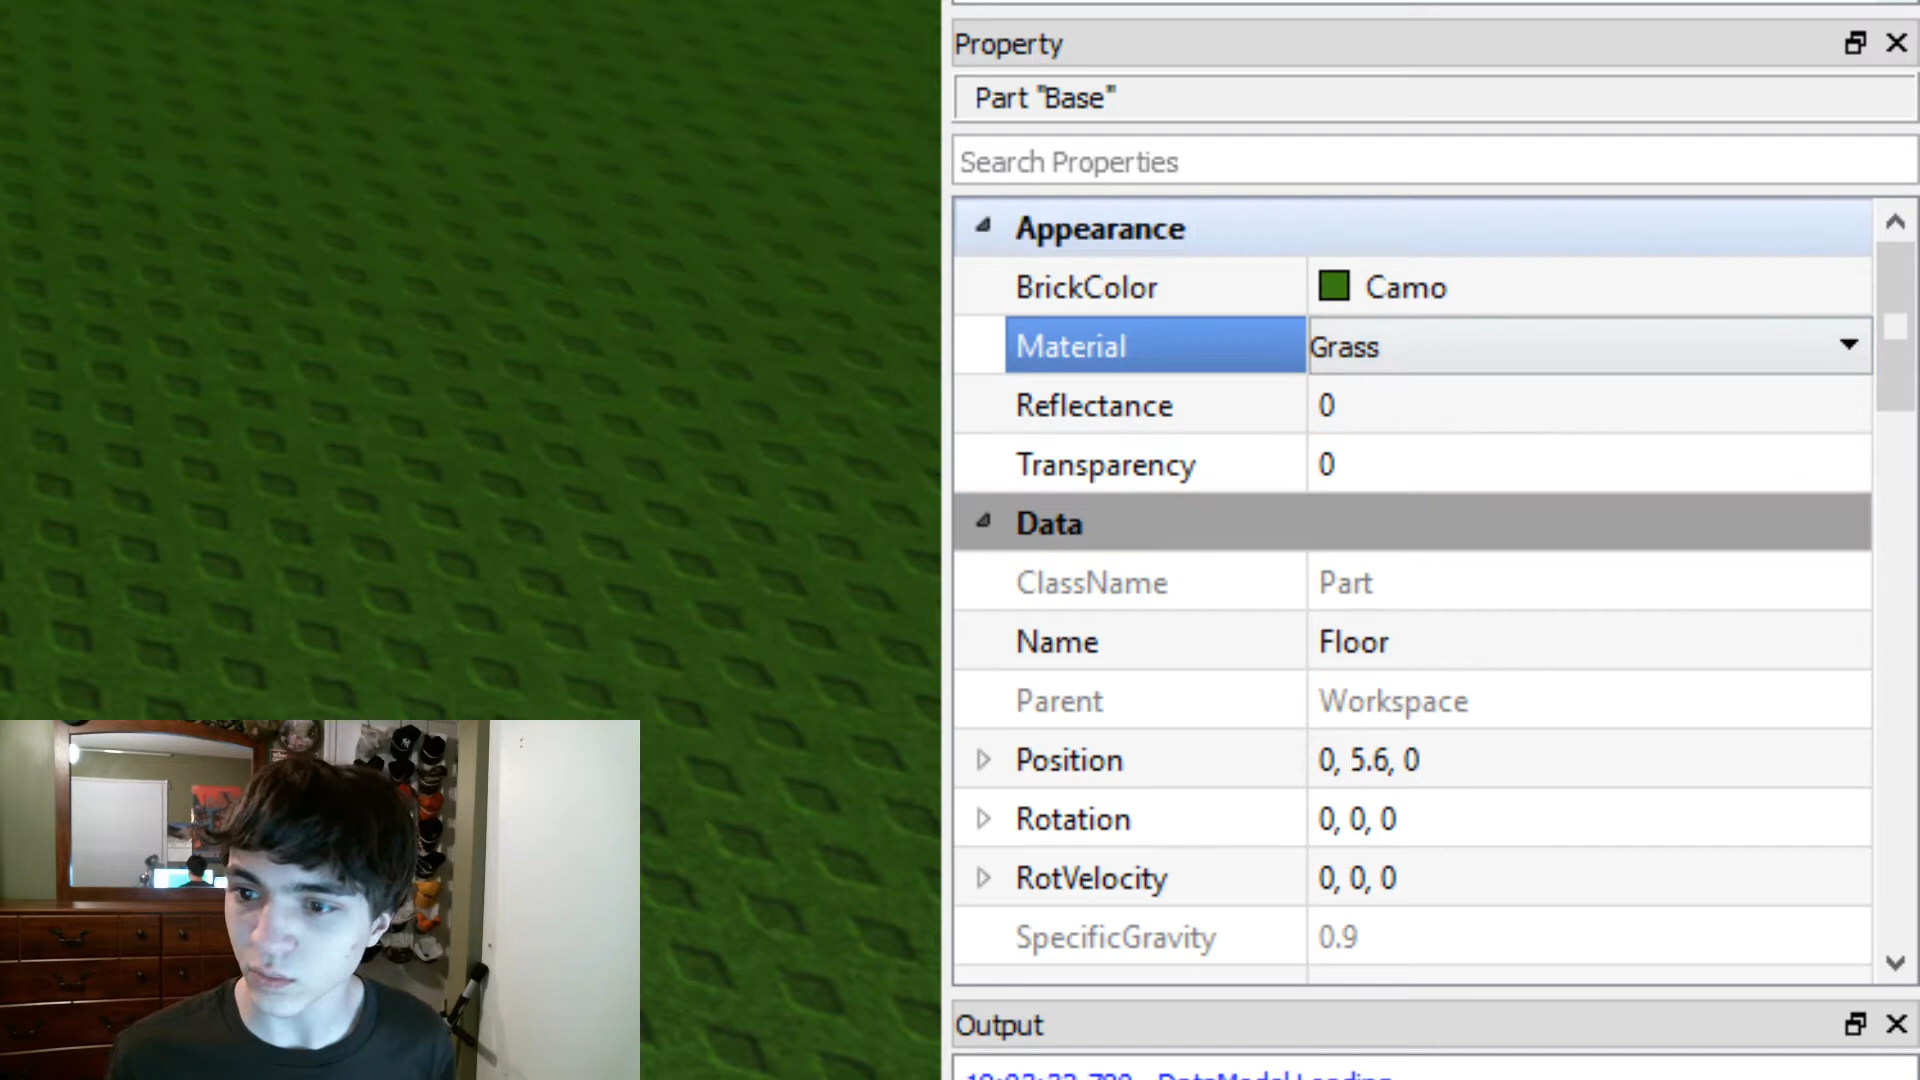 Property
Part "Base"
Search Properties
Appearance
BrickColor Camo
Material Grass
Reflectance 0
Transparency 0
Data
ClassName Part
Name Floor
Parent Workspace
Position 0, 5.6, 0
Rotation 0, 0, 0
RotVelocity 0, 0, 0
SpecificGravity 0.9
Output